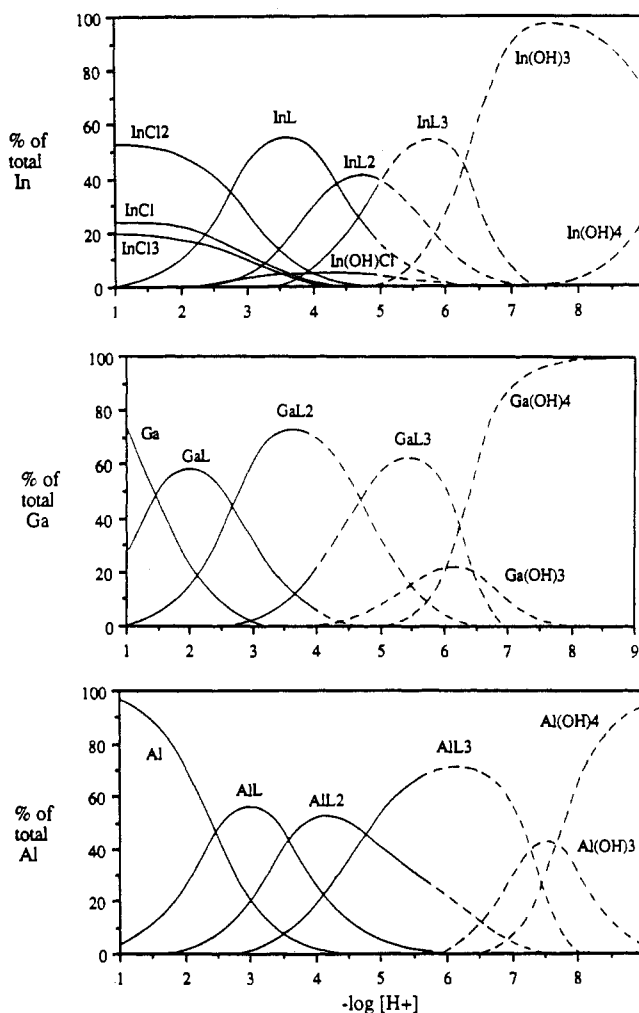 100
80
60
40
20
0
% of
total
In
InCl2
InCl
InCl3
InL
InL2
InL3
In(OH)Cl
In(OH)3
In(OH)4
1 2 3 4 5 6 7 8
100
80
60
40
20
0
% of
total
Ga
Ga
GaL
GaL2
GaL3
Ga(OH)4
Ga(OH)3
1 2 3 4 5 6 7 8 9
100
80
60
40
20
0
% of
total
Al
Al
AlL
AlL2
AlL3
Al(OH)4
Al(OH)3
1 2 3 4 5 6 7 8
-log [H+]